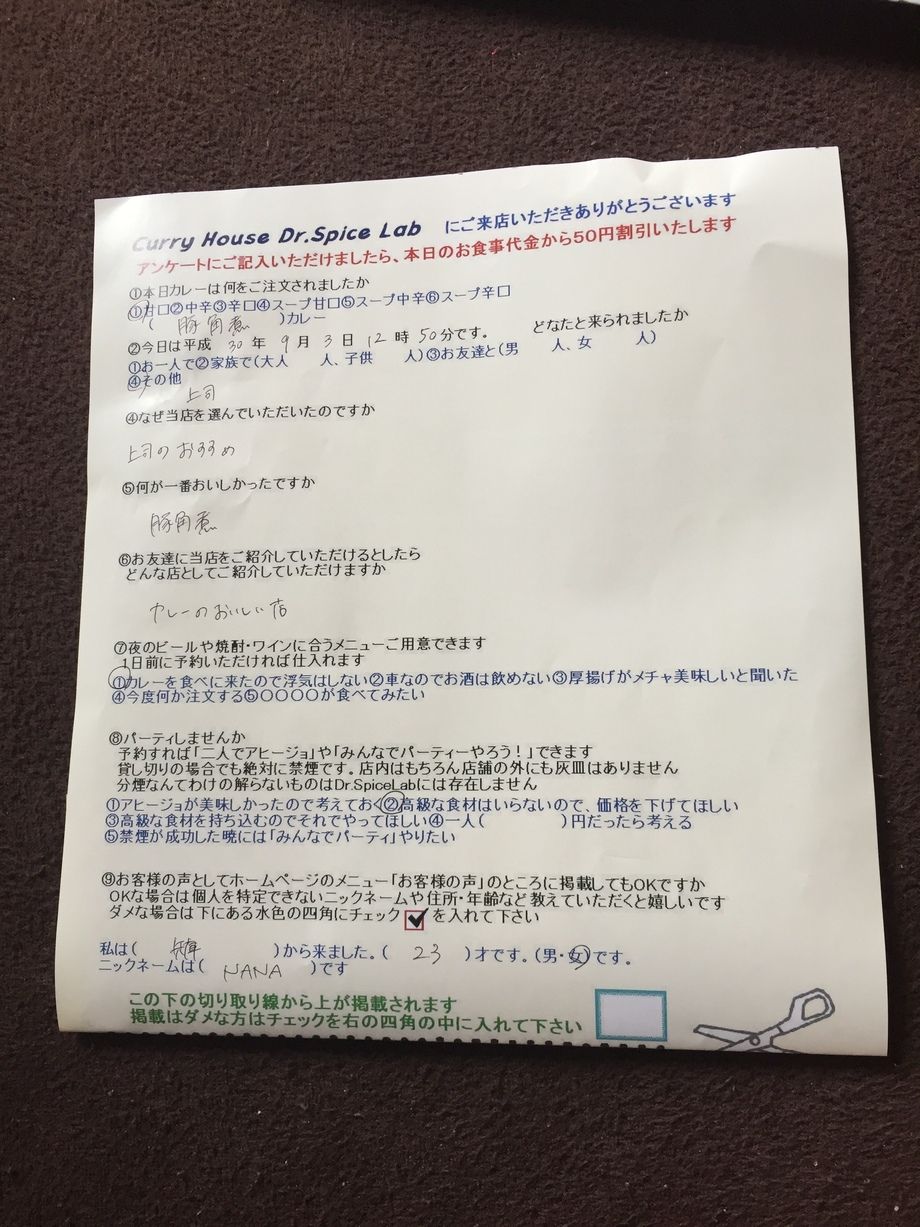 Curry House Dr.Spice Lab にご来店いただきありがとうございます
アンケートにご記入いただけましたら、本日のお食事代金から50円割引いたします
①本日カレーは何をご注文されましたか
①甘口②中辛③辛口④スープ甘口⑤スープ中辛⑥スープ辛口
( 豚角煮 )カレー
②今日は平成 30 年 9 月 3 日 12 時 50 分です。 どなたと来られましたか
①お一人で②家族で(大人 人、子供 人)③お友達と(男 人、女 人)
④その他
上司
④なぜ当店を選んでいただいたのですか
上司のおすすめ
⑤何が一番おいしかったですか
豚角煮
⑥お友達に当店をご紹介していただけるとしたら
どんな店としてご紹介していただけますか
カレーのおいしい店
⑦夜のビールや焼酎・ワインに合うメニューご用意できます
1日前に予約いただければ仕入れます
①カレーを食べに来たので浮気はしない②車なのでお酒は飲めない③厚揚げがメチャ美味しいと聞いた
④今度何か注文する⑤〇〇〇〇が食べてみたい
⑧パーティしませんか
予約すれば「二人でアヒージョ」や「みんなでパーティーやろう!」できます
貸し切りの場合でも絶対に禁煙です。店内はもちろん店舗の外にも灰皿はありません
分煙なんてわけの解らないものはDr.SpiceLabには存在しません
①アヒージョが美味しかったので考えておく②高級な食材はいらないので、価格を下げてほしい
③高級な食材を持ち込むのでそれでやってほしい④一人( )円だったら考える
⑤禁煙が成功した暁には「みんなでパーティ」やりたい
⑨お客様の声としてホームページのメニュー「お客様の声」のところに掲載してもOKですか
OKな場合は個人を特定できないニックネームや住所・年齢など教えていただくと嬉しいです
ダメな場合は下にある水色の四角にチェック を入れて下さい
私は( )から来ました。( 23 )才です。(男・女)です。
ニックネームは( NANA )です
この下の切り取り線から上が掲載されます
掲載はダメな方はチェックを右の四角の中に入れて下さい